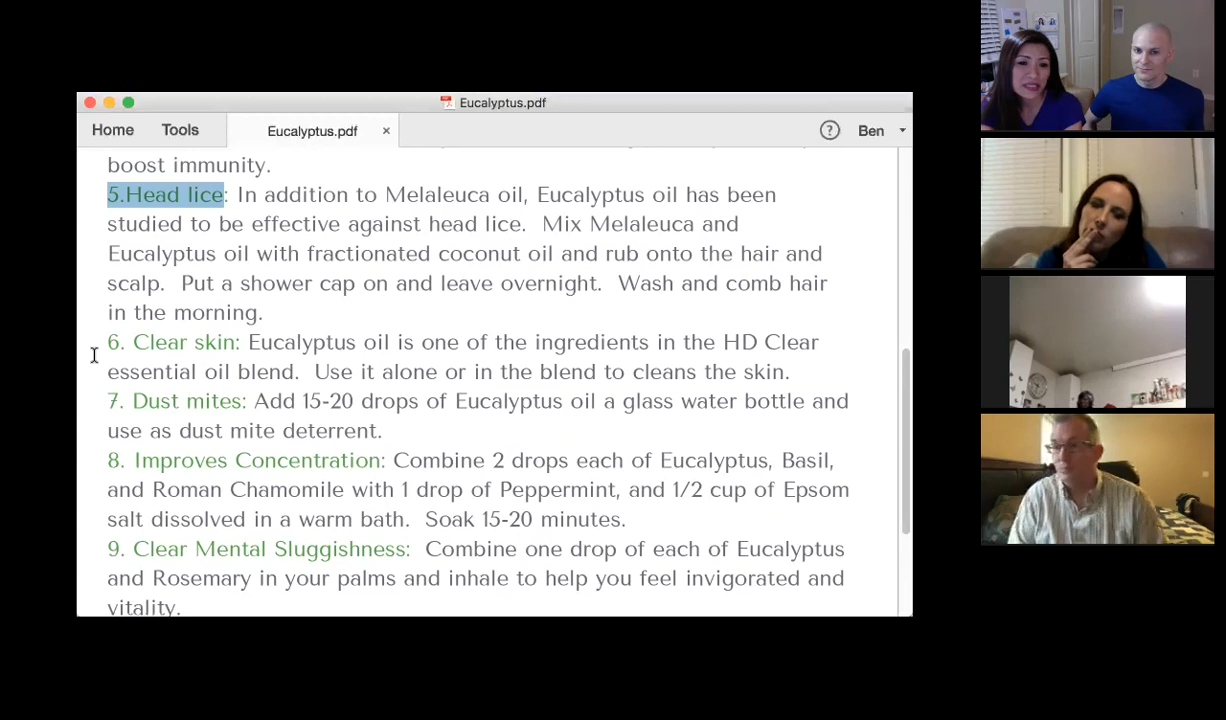 Eucalyptus.pdf
Home Tools Eucalyptus.pdf × ? Ben
boost immunity.
5.Head lice: In addition to Melaleuca oil, Eucalyptus oil has been
studied to be effective against head lice. Mix Melaleuca and
Eucalyptus oil with fractionated coconut oil and rub onto the hair and
scalp. Put a shower cap on and leave overnight. Wash and comb hair
in the morning.
6. Clear skin: Eucalyptus oil is one of the ingredients in the HD Clear
essential oil blend. Use it alone or in the blend to cleans the skin.
7. Dust mites: Add 15-20 drops of Eucalyptus oil a glass water bottle and
use as dust mite deterrent.
8. Improves Concentration: Combine 2 drops each of Eucalyptus, Basil,
and Roman Chamomile with 1 drop of Peppermint, and 1/2 cup of Epsom
salt dissolved in a warm bath. Soak 15-20 minutes.
9. Clear Mental Sluggishness: Combine one drop of each of Eucalyptus
and Rosemary in your palms and inhale to help you feel invigorated and
vitality.